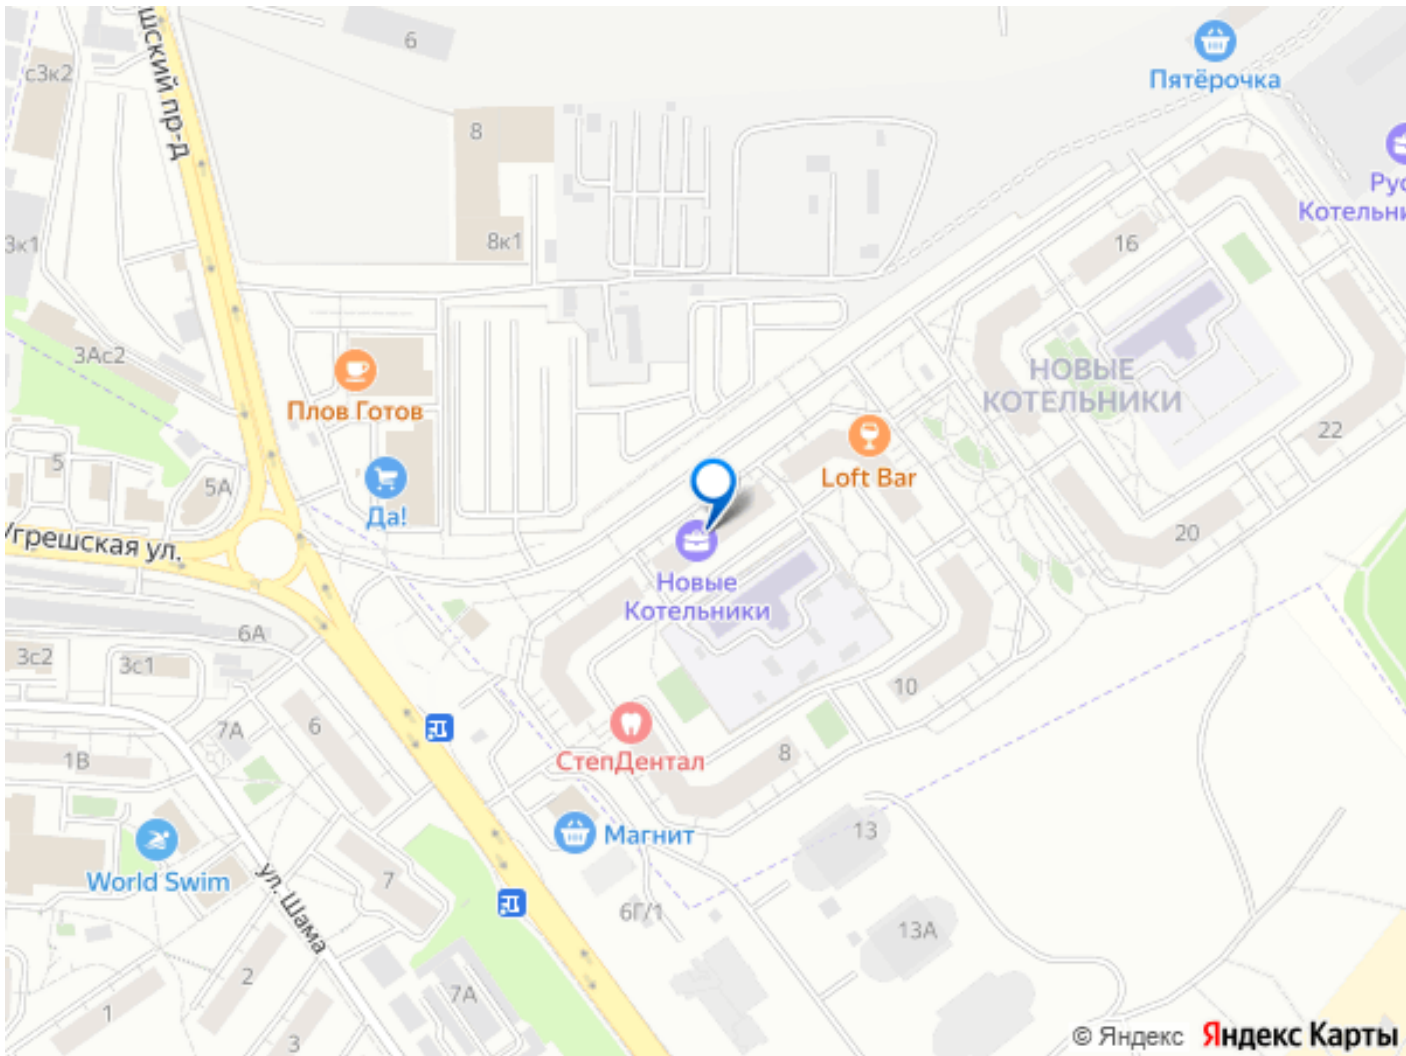 6
с3к2
шский пр-д
Пятёрочка
8
Рус
Котельни
8к1
3к1
16
3Ас2
НОВЫЕ
КОТЕЛЬНИКИ
Плов Готов
22
5
5А
Loft Bar
Да!
Угрешская ул.
20
Новые
Котельники
6А
3с2
3с1
10
7А
6
1В
8
СтепДентал
13
Магнит
World Swim
7
ул. Шама
6Г/1
13А
2
7А
1
3
© Яндекс Яндекс Карты